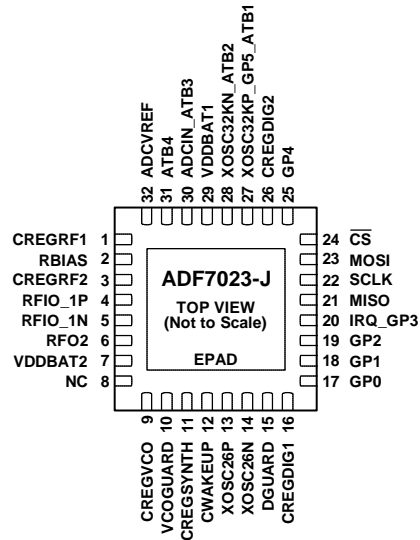 32 ADCVREF
31 ATB4
30 ADCIN_ATB3
29 VDDBAT1
28 XOSC32KN_ATB2
27 XOSC32KP_GP5_ATB1
26 CREGDIG2
25 GP4
CREGRF1 1
RBIAS 2
CREGRF2 3
RFIO_1P 4
RFIO_1N 5
RFO2 6
VDDBAT2 7
NC 8
ADF7023-J
TOP VIEW
(Not to Scale)
EPAD
24 CS
23 MOSI
22 SCLK
21 MISO
20 IRQ_GP3
19 GP2
18 GP1
17 GP0
CREGVCO 9
VCOGUARD 10
CREGSYNTH 11
CWAKEUP 12
XOSC26P 13
XOSC26N 14
DGUARD 15
CREGDIG1 16